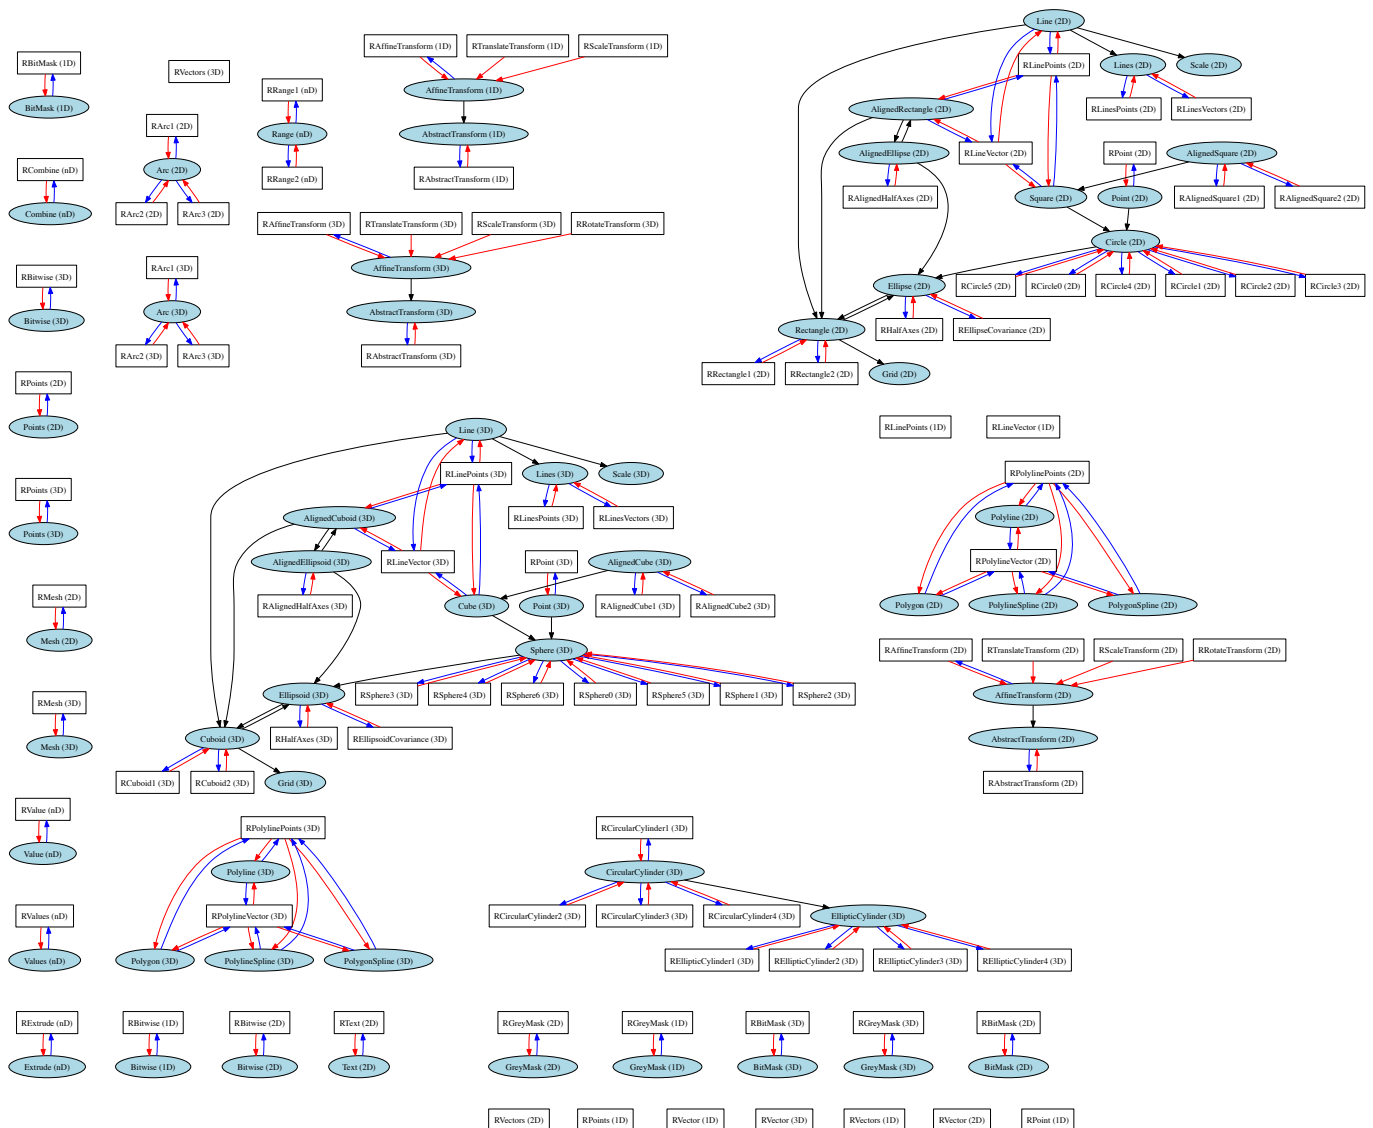 Line (2D)
RAffineTransform (1D)
RTranslateTransform (1D)
RScaleTransform (1D)
RBitMask (1D)
RVectors (3D)
RLinePoints (2D)
Lines (2D)
Scale (2D)
RRange1 (nD)
AffineTransform (1D)
BitMask (1D)
AlignedRectangle (2D)
RLinesPoints (2D)
RLinesVectors (2D)
RArc1 (2D)
Range (nD)
AbstractTransform (1D)
AlignedEllipse (2D)
RLineVector (2D)
RPoint (2D)
AlignedSquare (2D)
RCombine (nD)
Arc (2D)
RRange2 (nD)
RAbstractTransform (1D)
RAlignedHalfAxes (2D)
Square (2D)
Point (2D)
RAlignedSquare1 (2D)
RAlignedSquare2 (2D)
Combine (nD)
RArc2 (2D)
RArc3 (2D)
RAffineTransform (3D)
RTranslateTransform (3D)
RScaleTransform (3D)
RRotateTransform (3D)
Circle (2D)
RBitwise (3D)
RArc1 (3D)
AffineTransform (3D)
Ellipse (2D)
RCircle5 (2D)
RCircle0 (2D)
RCircle4 (2D)
RCircle1 (2D)
RCircle2 (2D)
RCircle3 (2D)
Bitwise (3D)
Arc (3D)
AbstractTransform (3D)
Rectangle (2D)
RHalfAxes (2D)
REllipseCovariance (2D)
RArc2 (3D)
RArc3 (3D)
RAbstractTransform (3D)
RRectangle1 (2D)
RRectangle2 (2D)
Grid (2D)
RPoints (2D)
Points (2D)
Line (3D)
RLinePoints (1D)
RLineVector (1D)
RLinePoints (3D)
Lines (3D)
Scale (3D)
RPolylinePoints (2D)
RPoints (3D)
AlignedCuboid (3D)
RLinesPoints (3D)
RLinesVectors (3D)
Polyline (2D)
Points (3D)
AlignedEllipsoid (3D)
RLineVector (3D)
RPoint (3D)
AlignedCube (3D)
RPolylineVector (2D)
RMesh (2D)
RAlignedHalfAxes (3D)
Cube (3D)
Point (3D)
RAlignedCube1 (3D)
RAlignedCube2 (3D)
Polygon (2D)
PolylineSpline (2D)
PolygonSpline (2D)
Mesh (2D)
Sphere (3D)
RAffineTransform (2D)
RTranslateTransform (2D)
RScaleTransform (2D)
RRotateTransform (2D)
RMesh (3D)
Ellipsoid (3D)
RSphere3 (3D)
RSphere4 (3D)
RSphere6 (3D)
RSphere0 (3D)
RSphere5 (3D)
RSphere1 (3D)
RSphere2 (3D)
AffineTransform (2D)
Mesh (3D)
Cuboid (3D)
RHalfAxes (3D)
REllipsoidCovariance (3D)
AbstractTransform (2D)
RCuboid1 (3D)
RCuboid2 (3D)
Grid (3D)
RAbstractTransform (2D)
RValue (nD)
RPolylinePoints (3D)
RCircularCylinder1 (3D)
Value (nD)
Polyline (3D)
CircularCylinder (3D)
RValues (nD)
RPolylineVector (3D)
RCircularCylinder2 (3D)
RCircularCylinder3 (3D)
RCircularCylinder4 (3D)
EllipticCylinder (3D)
Values (nD)
Polygon (3D)
PolylineSpline (3D)
PolygonSpline (3D)
REllipticCylinder1 (3D)
REllipticCylinder2 (3D)
REllipticCylinder3 (3D)
REllipticCylinder4 (3D)
RExtrude (nD)
RBitwise (1D)
RBitwise (2D)
RText (2D)
RGreyMask (2D)
RGreyMask (1D)
RBitMask (3D)
RGreyMask (3D)
RBitMask (2D)
Extrude (nD)
Bitwise (1D)
Bitwise (2D)
Text (2D)
GreyMask (2D)
GreyMask (1D)
BitMask (3D)
GreyMask (3D)
BitMask (2D)
RVectors (2D)
RPoints (1D)
RVector (1D)
RVector (3D)
RVectors (1D)
RVector (2D)
RPoint (1D)